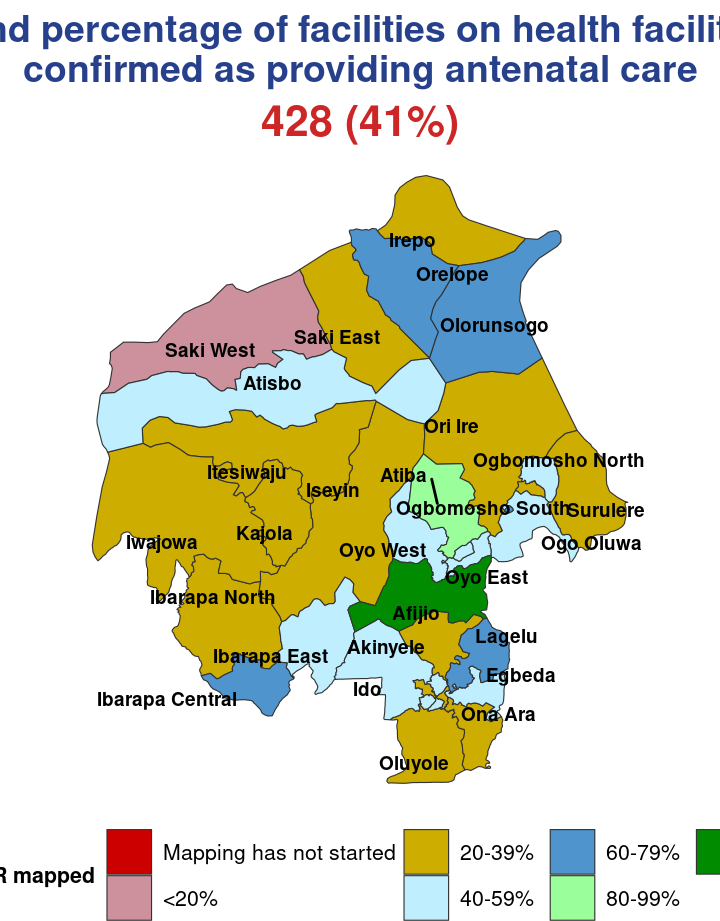 nd percentage of facilities on health facilit
confirmed as providing antenatal care
428 (41%)
Irepo
Orelope
Olorunsogo
Saki East
Saki West
Atisbo
Ori Ire
Ogbomosho North
Itesiwaju
Atiba
Iseyin
Ogbomosho South
Surulere
Kajola
Iwajowa
Oyo West
Ogo Oluwa
Oyo East
Ibarapa North
Afijio
Lagelu
Akinyele
Ibarapa East
Egbeda
Ido
Ibarapa Central
Ona Ara
Oluyole
Mapping has not started
20-39%
60-79%
R mapped
<20%
40-59%
80-99%